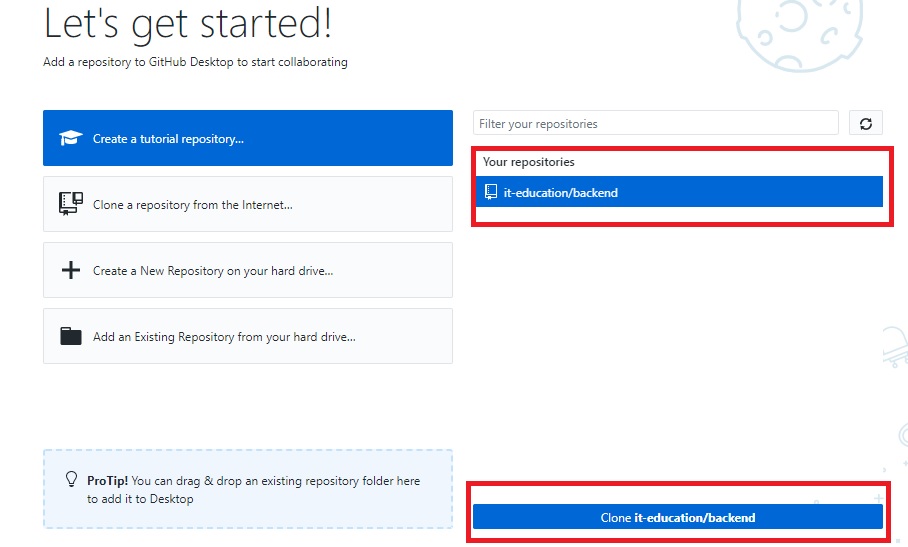 Let's get started!
Add a repository to GitHub Desktop to start collaborating
Create a tutorial repository...
Clone a repository from the Internet...
Create a New Repository on your hard drive...
Add an Existing Repository from your hard drive...
ProTip! You can drag & drop an existing repository folder here
to add it to Desktop
Filter your repositories
Your repositories
it-education/backend
Clone it-education/backend